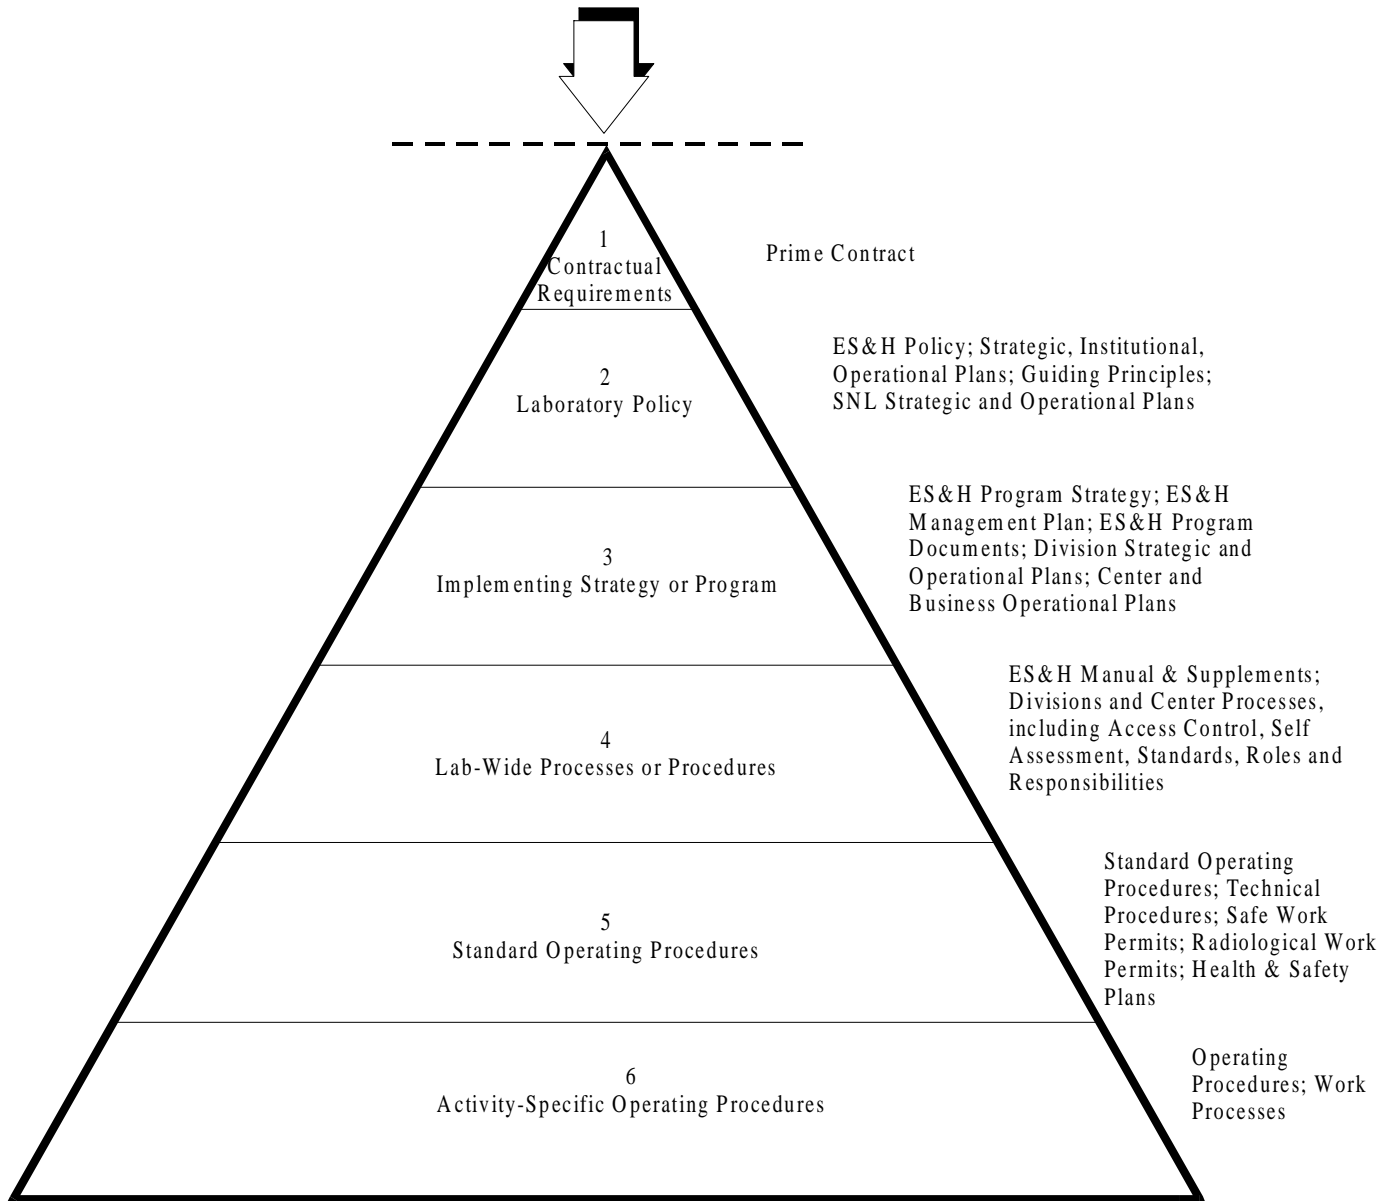 1
Contractual
Requirements
Prime Contract
2
Laboratory Policy
ES&H Policy; Strategic, Institutional,
Operational Plans; Guiding Principles;
SNL Strategic and Operational Plans
3
Implementing Strategy or Program
ES&H Program Strategy; ES&H
Management Plan; ES&H Program
Documents; Division Strategic and
Operational Plans; Center and
Business Operational Plans
4
Lab-Wide Processes or Procedures
ES&H Manual & Supplements;
Divisions and Center Processes,
including Access Control, Self
Assessment, Standards, Roles and
Responsibilities
5
Standard Operating Procedures
Standard Operating
Procedures; Technical
Procedures; Safe Work
Permits; Radiological Work
Permits; Health & Safety
Plans
6
Activity-Specific Operating Procedures
Operating
Procedures; Work
Processes